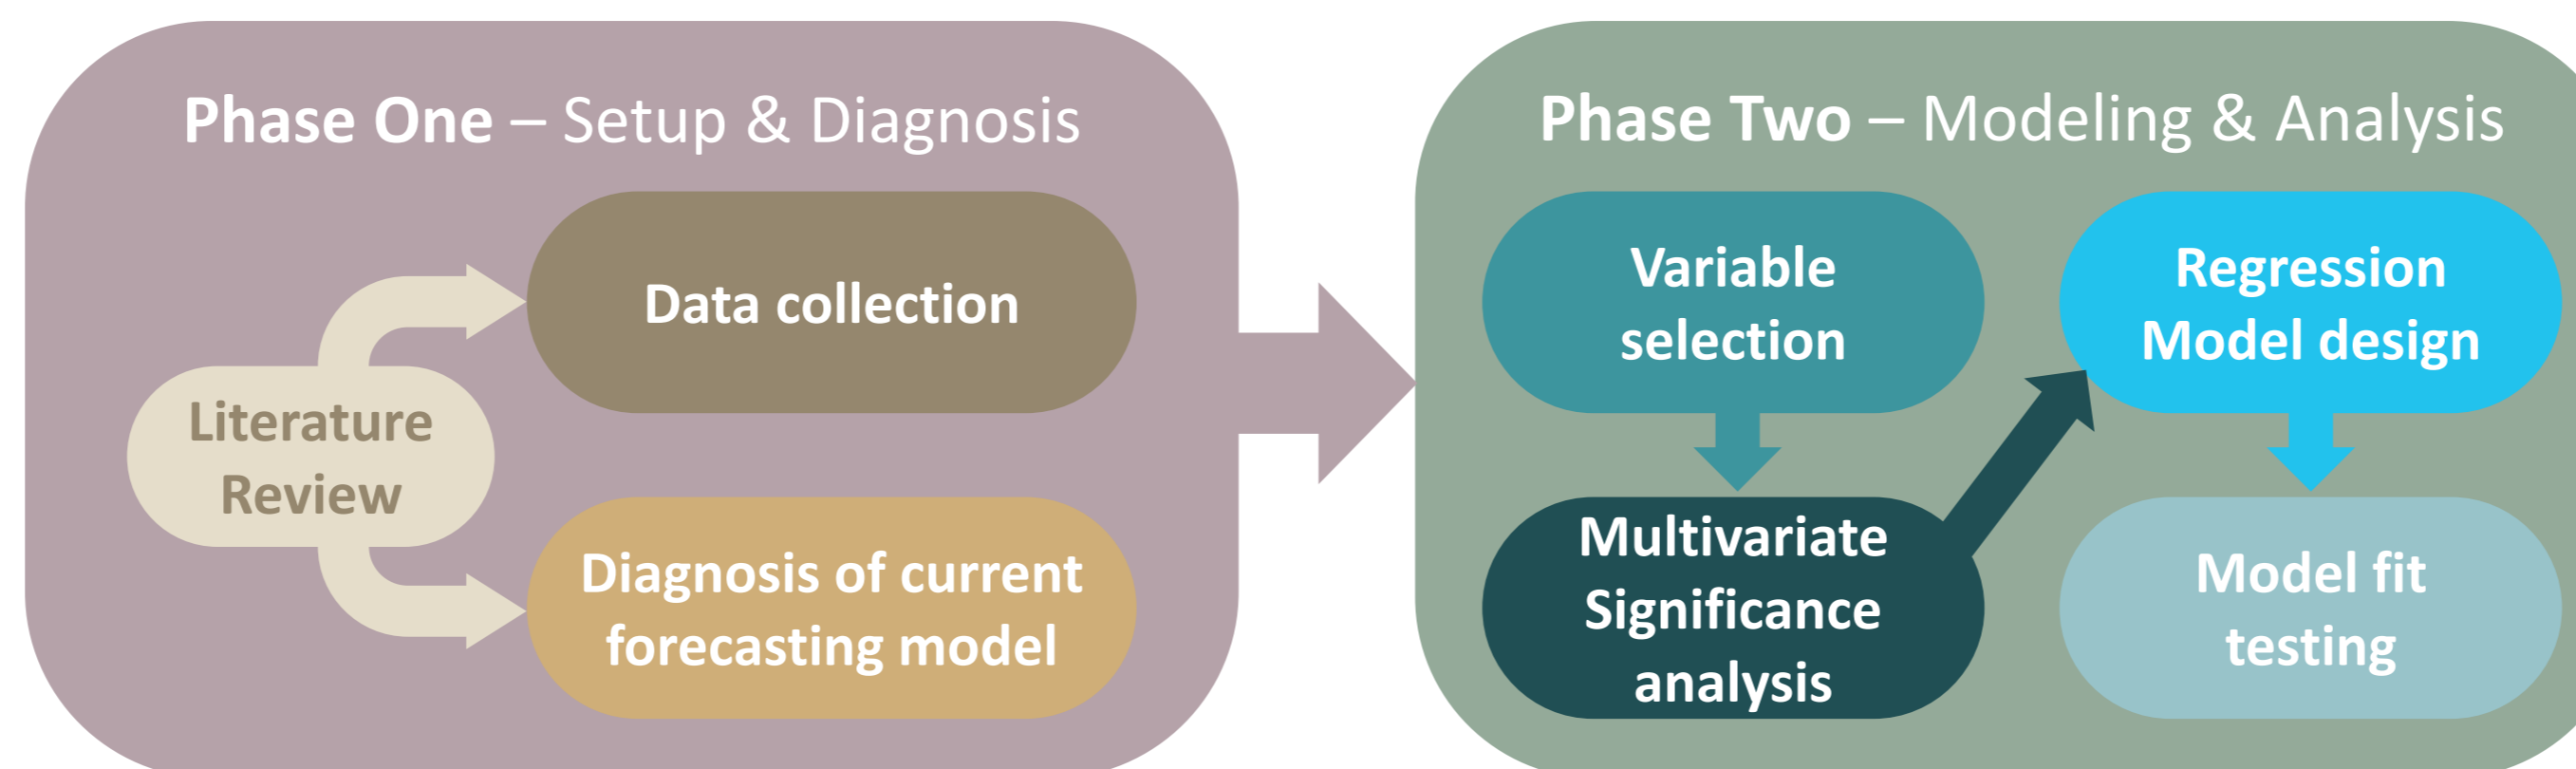 Phase One – Setup & Diagnosis
Data collection
Literature
Review
Diagnosis of current
forecasting model
Phase Two – Modeling & Analysis
Variable
selection
Multivariate
Significance
analysis
Regression
Model design
Model fit
testing